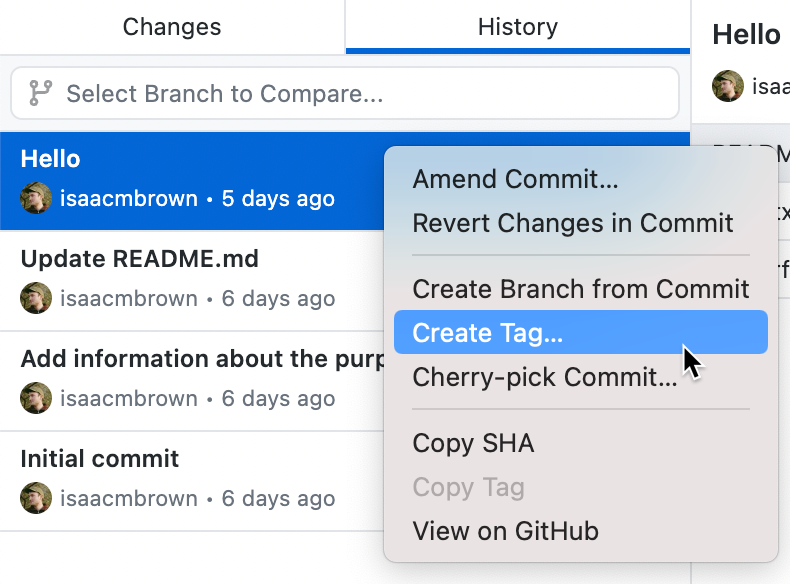 Changes
History
Hello
Select Branch to Compare...
Hello
isaacmbrown • 5 days ago
Update README.md
isaacmbrown • 6 days ago
Add information about the
isaacmbrown • 6 days ago
Initial commit
isaacmbrown • 6 days ago
Amend Commit...
Revert Changes in Commit
Create Branch from Commit
Create Tag...
Cherry-pick Commit...
Copy SHA
Copy Tag
View on GitHub